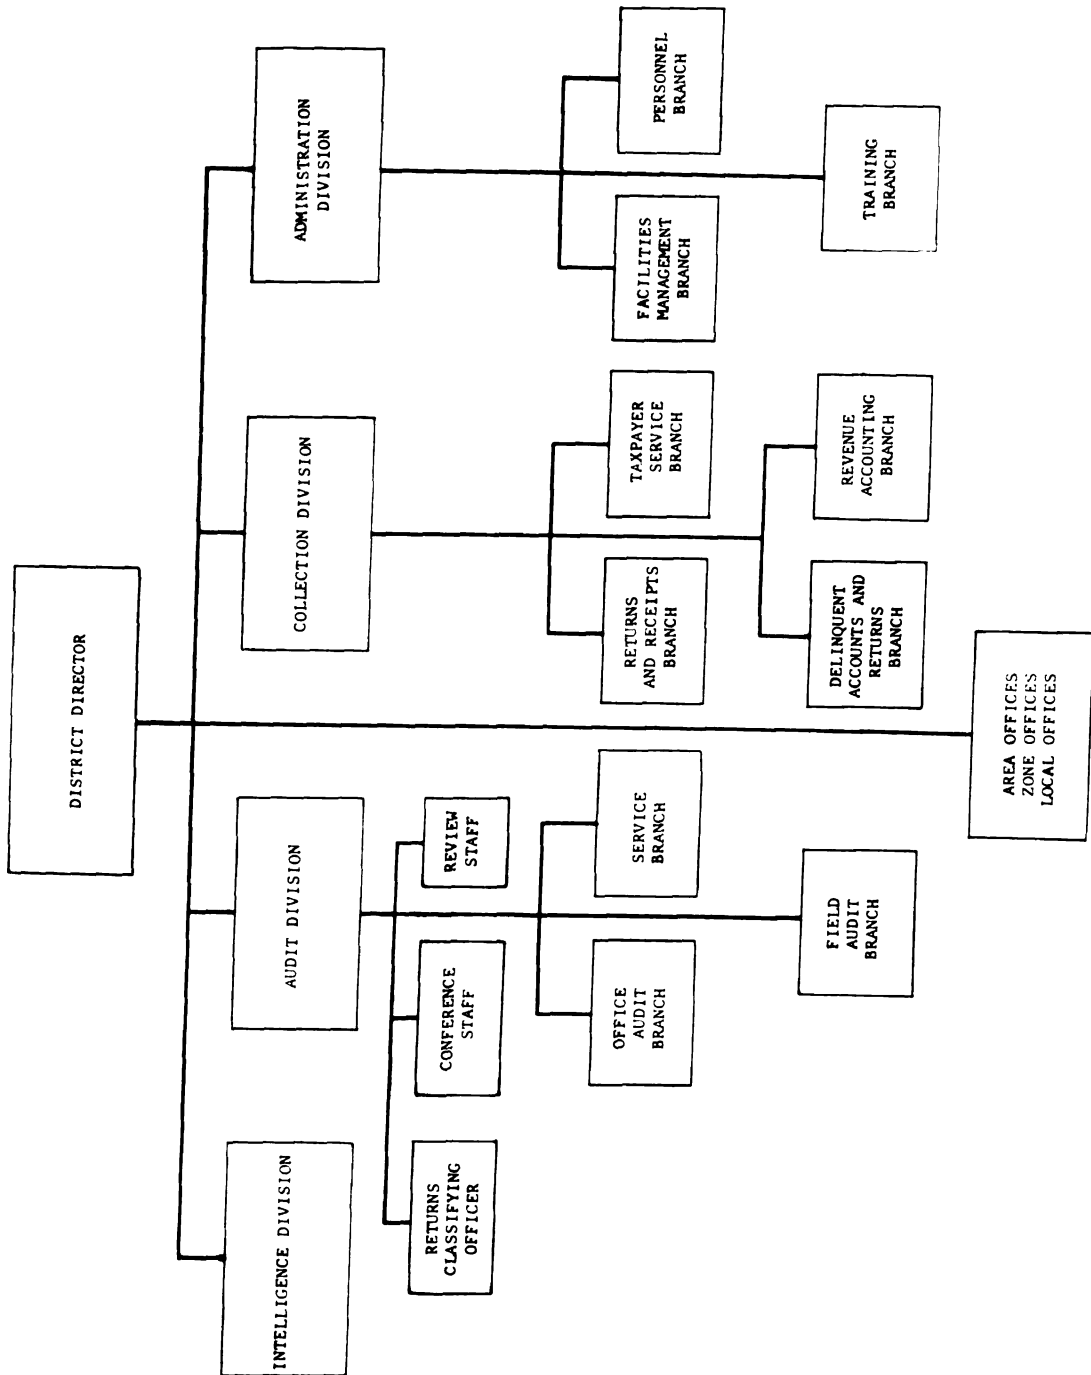 DISTRICT DIRECTOR
INTELLIGENCE DIVISION
AUDIT DIVISION
COLLECTION DIVISION
ADMINISTRATION
DIVISION
RETURNS
CLASSIFYING
OFFICER
CONFERENCE
STAFF
REVIEW
STAFF
OFFICE
AUDIT
BRANCH
SERVICE
BRANCH
FIELD
AUDIT
BRANCH
RETURNS
AND RECEIPTS
BRANCH
TAXPAYER
SERVICE
BRANCH
DELINQUENT
ACCOUNTS AND
RETURNS
BRANCH
REVENUE
ACCOUNTING
BRANCH
FACILITIES
MANAGEMENT
BRANCH
PERSONNEL
BRANCH
TRAINING
BRANCH
AREA OFFICES
ZONE OFFICES
LOCAL OFFICES